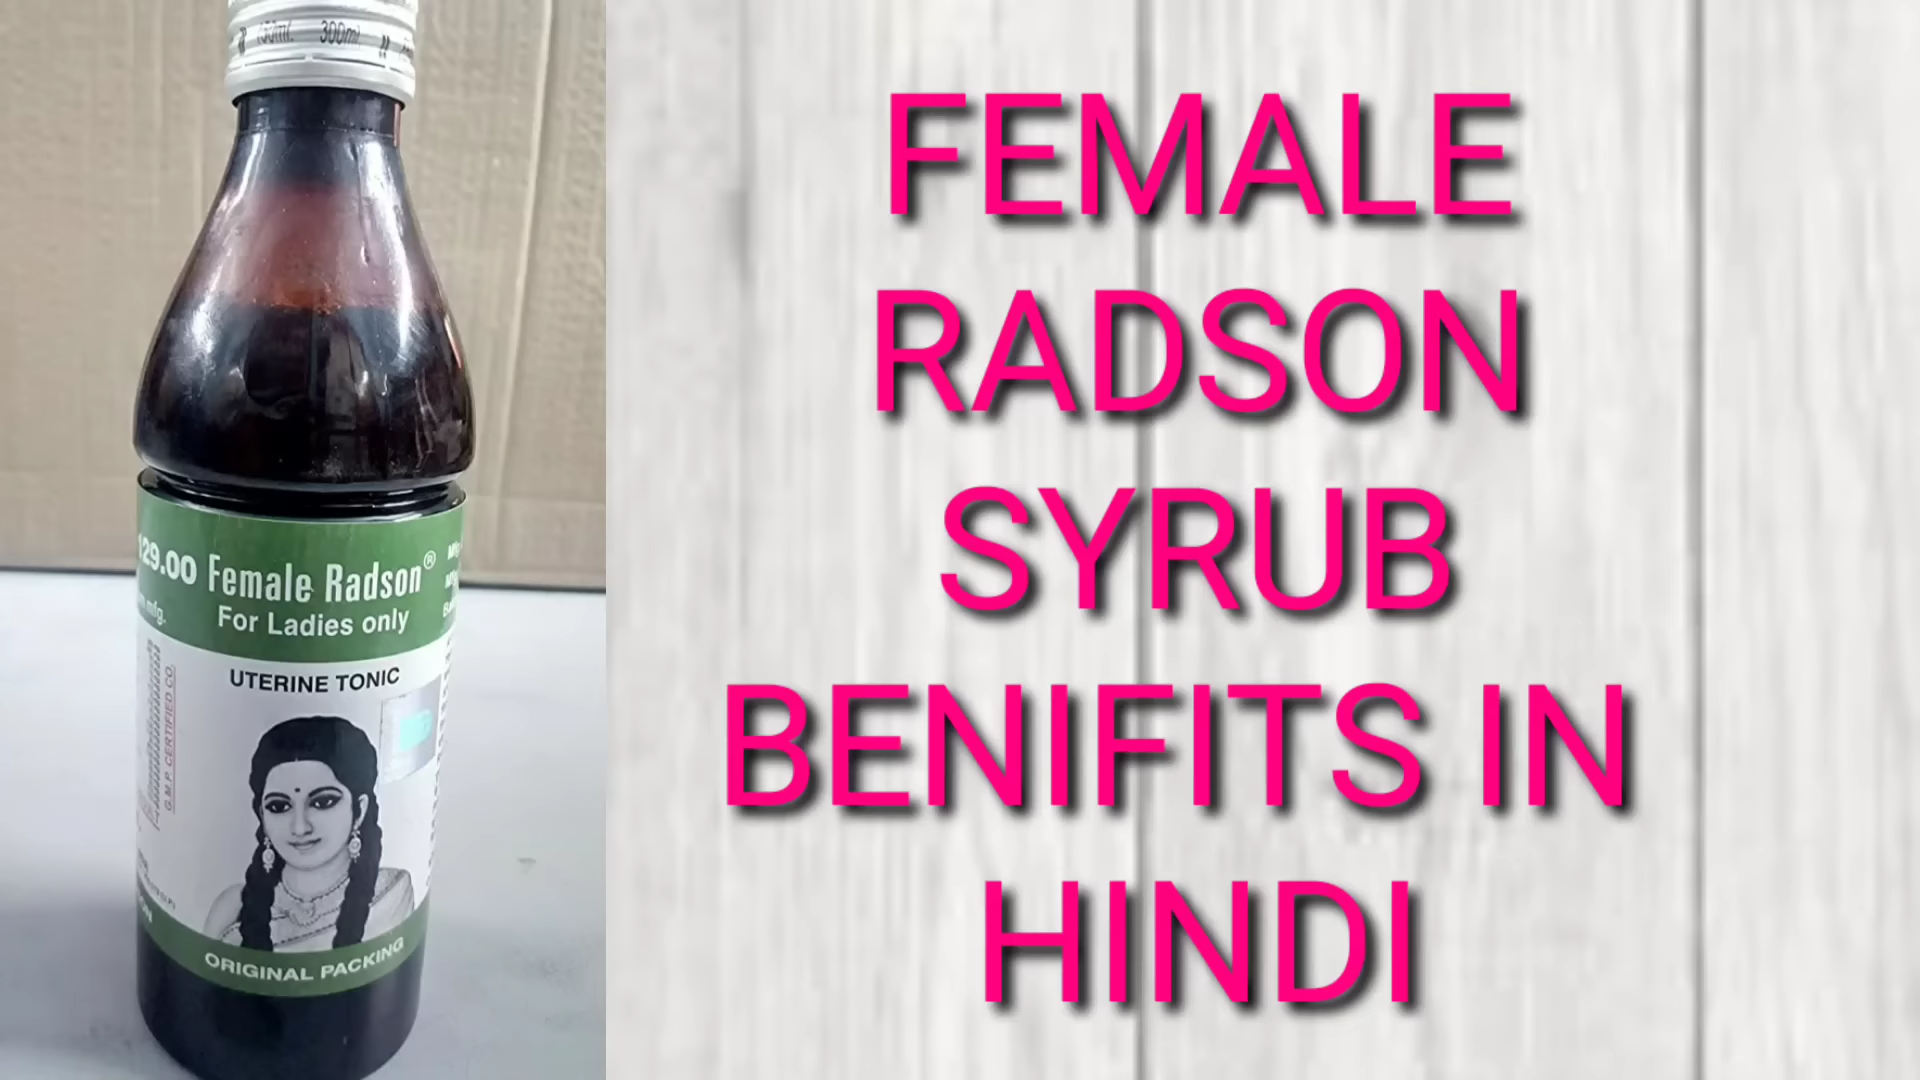 300ml
129.00 Female Radson®
For Ladies only
mfg.
UTERINE TONIC
G.M.P. CERTIFIED CO.
ORIGINAL PACKING
FEMALE
RADSON
SYRUB
BENIFITS IN
HINDI